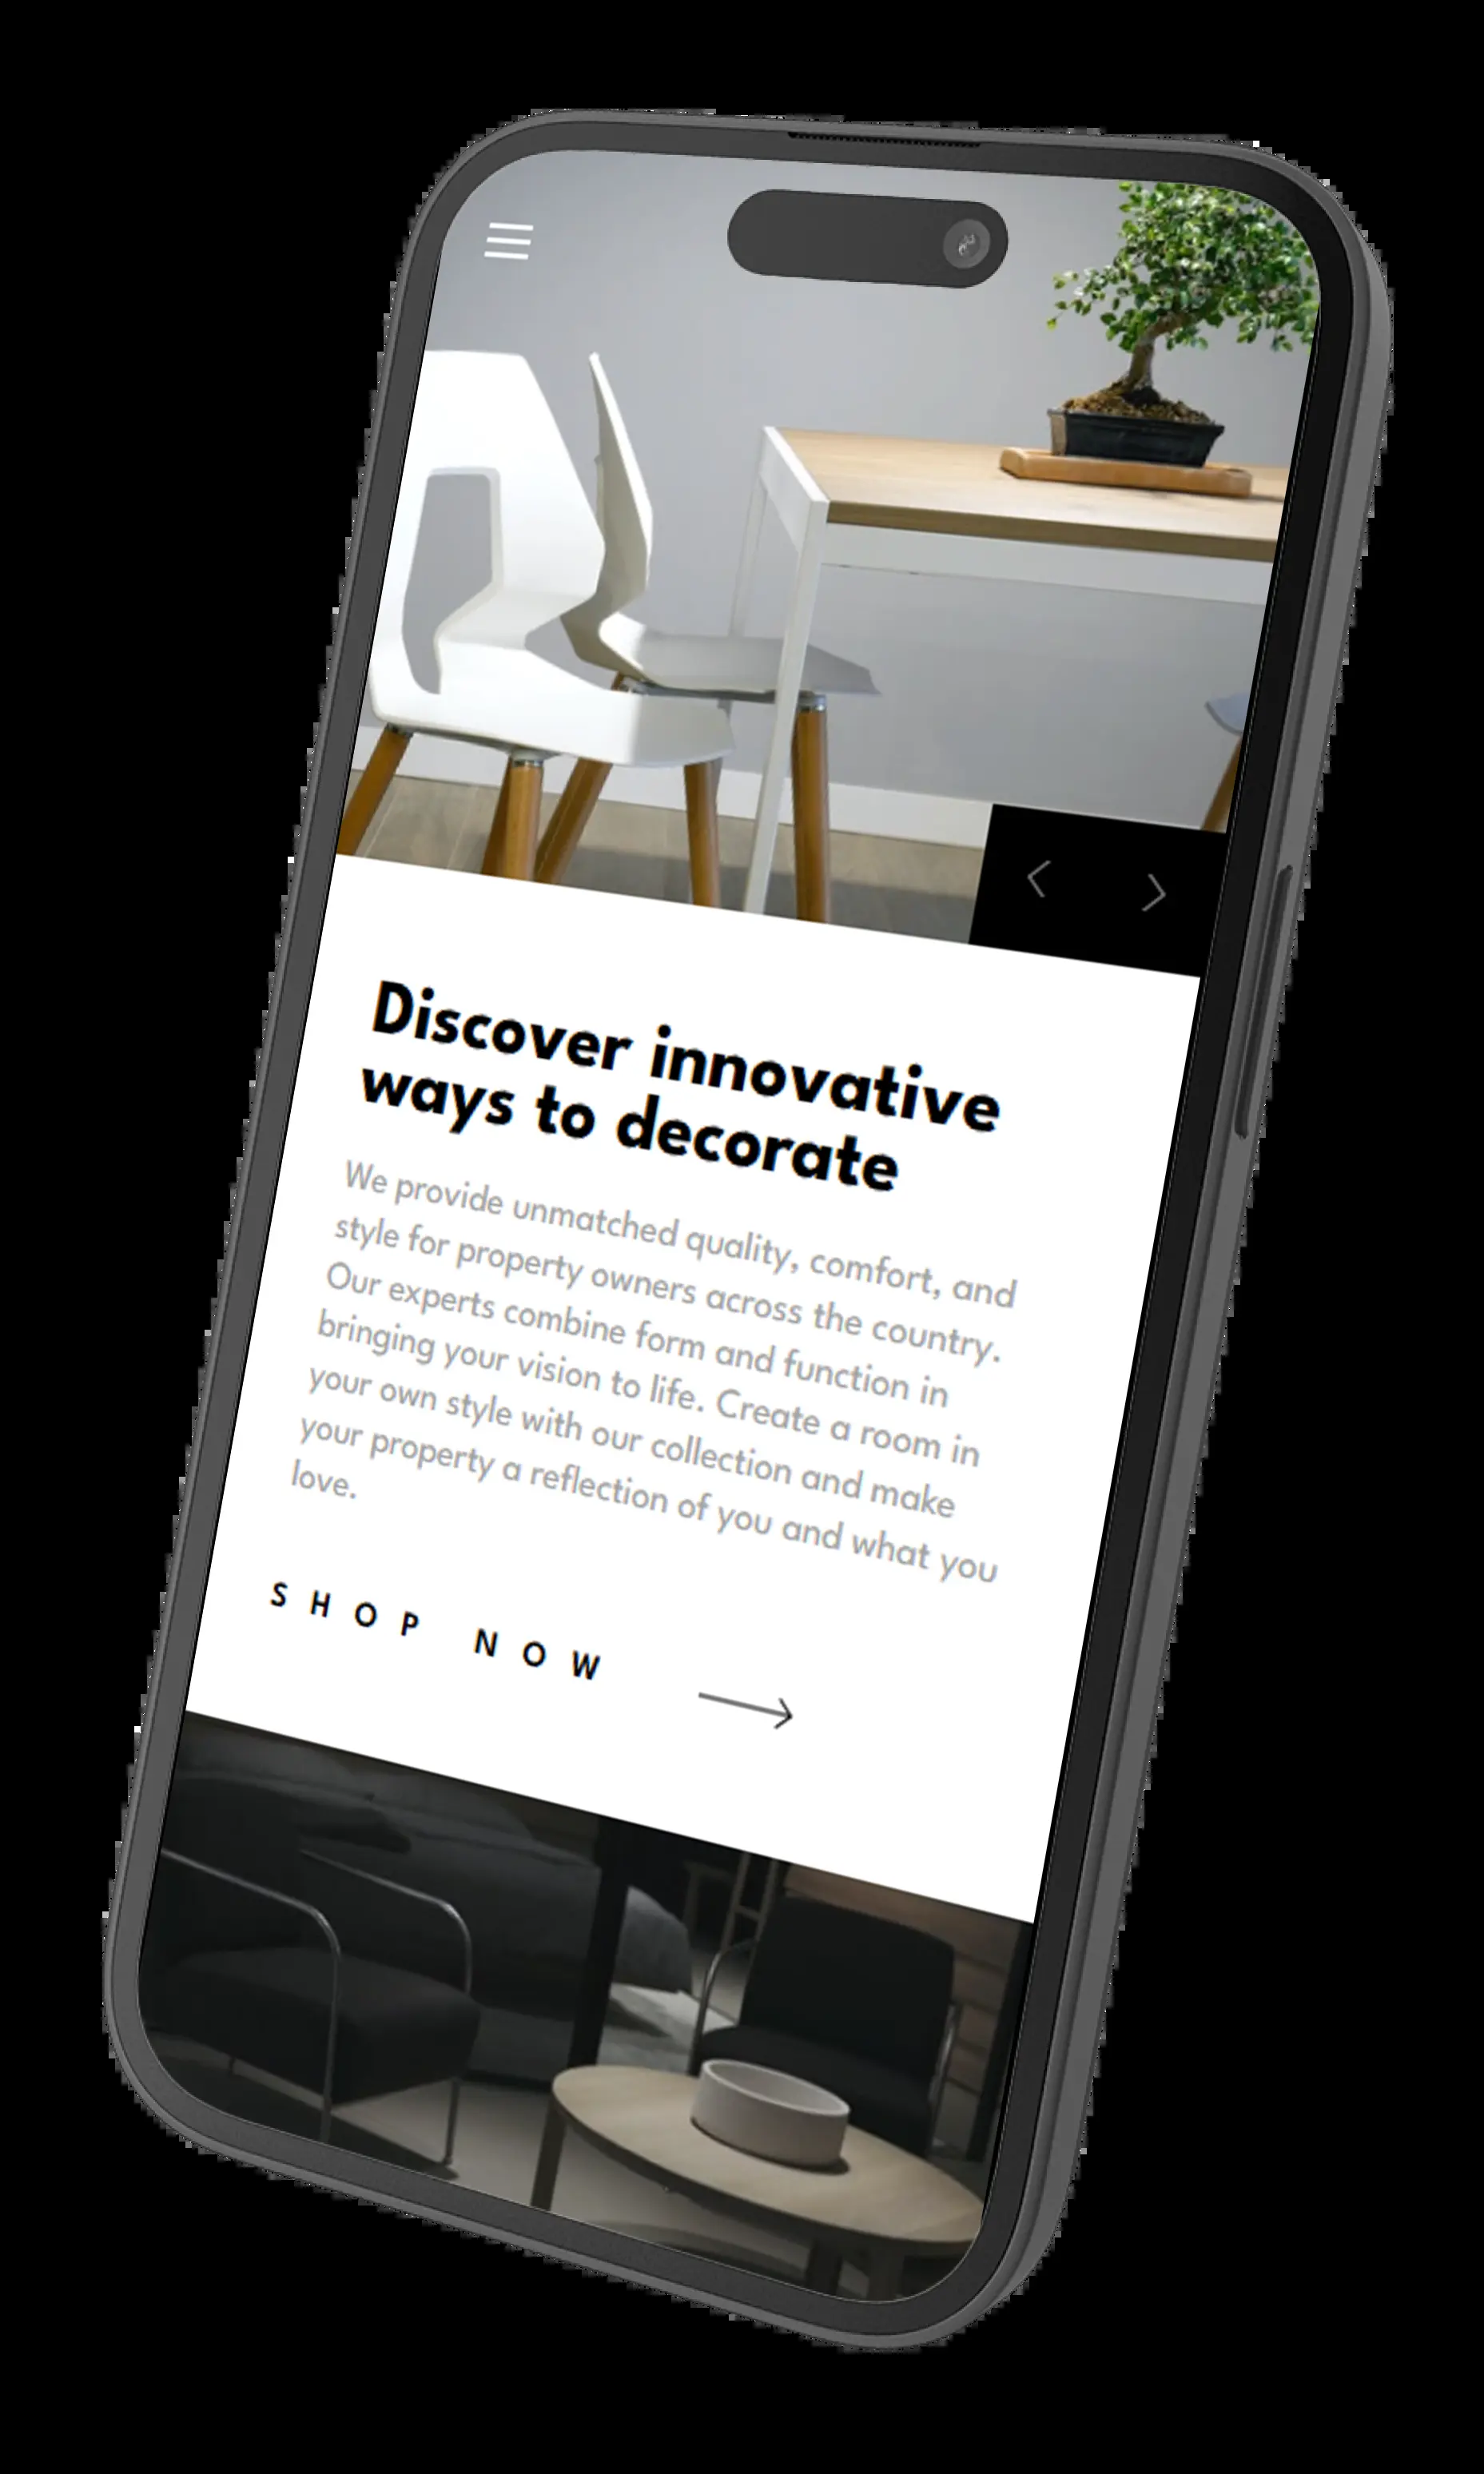 Discover innovative
ways to decorate
We provide unmatched quality, comfort, and
style for property owners across the country.
Our experts combine form and function in
bringing your vision to life. Create a room in
your own style with our collection and make
your property a reflection of you and what you
love.
SHOP NOW